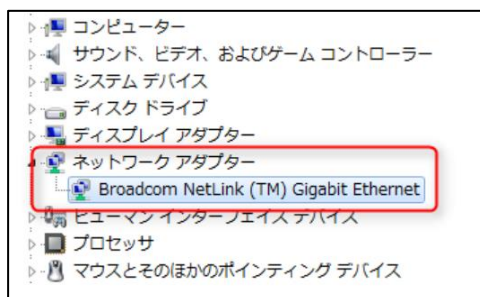 コンピューター
サウンド、ビデオ、およびゲーム コントローラー
システム デバイス
ディスク ドライブ
ディスプレイ アダプター
ネットワーク アダプター
Broadcom NetLink (TM) Gigabit Ethernet
ヒューマン インターフェイス デバイス
プロセッサ
マウスとそのほかのポインティング デバイス